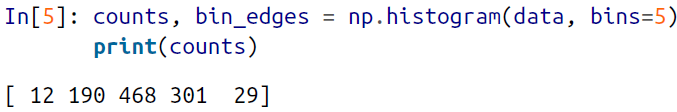 In[5]: counts, bin_edges = np.histogram(data, bins=5)
print(counts)
[ 12 190 468 301  29]